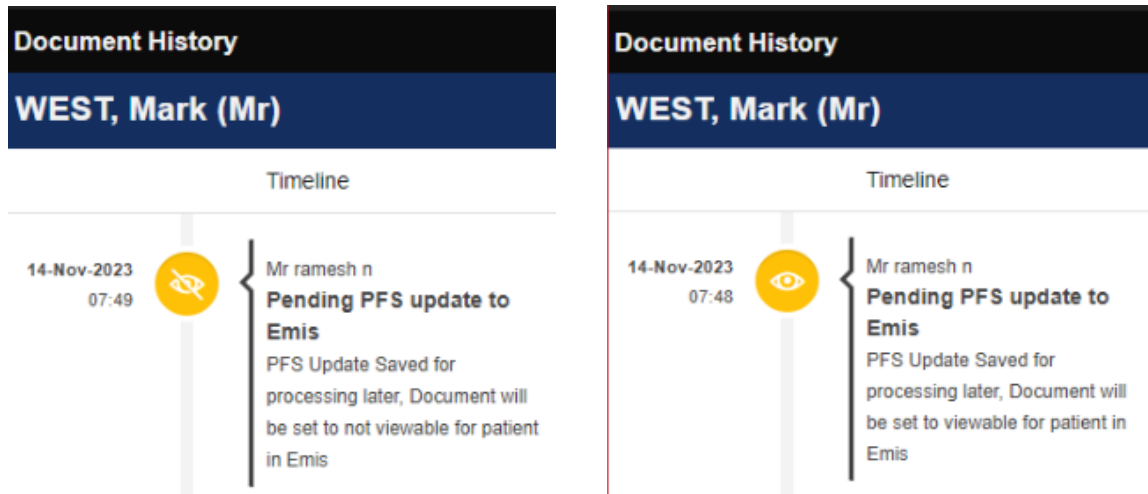 Document History
WEST, Mark (Mr)
Timeline
14-Nov-2023
07:49
Mr ramesh n
Pending PFS update to
Emis
PFS Update Saved for
processing later, Document will
be set to not viewable for patient
in Emis
Document History
WEST, Mark (Mr)
Timeline
14-Nov-2023
07:48
Mr ramesh n
Pending PFS update to
Emis
PFS Update Saved for
processing later, Document will
be set to viewable for patient in
Emis